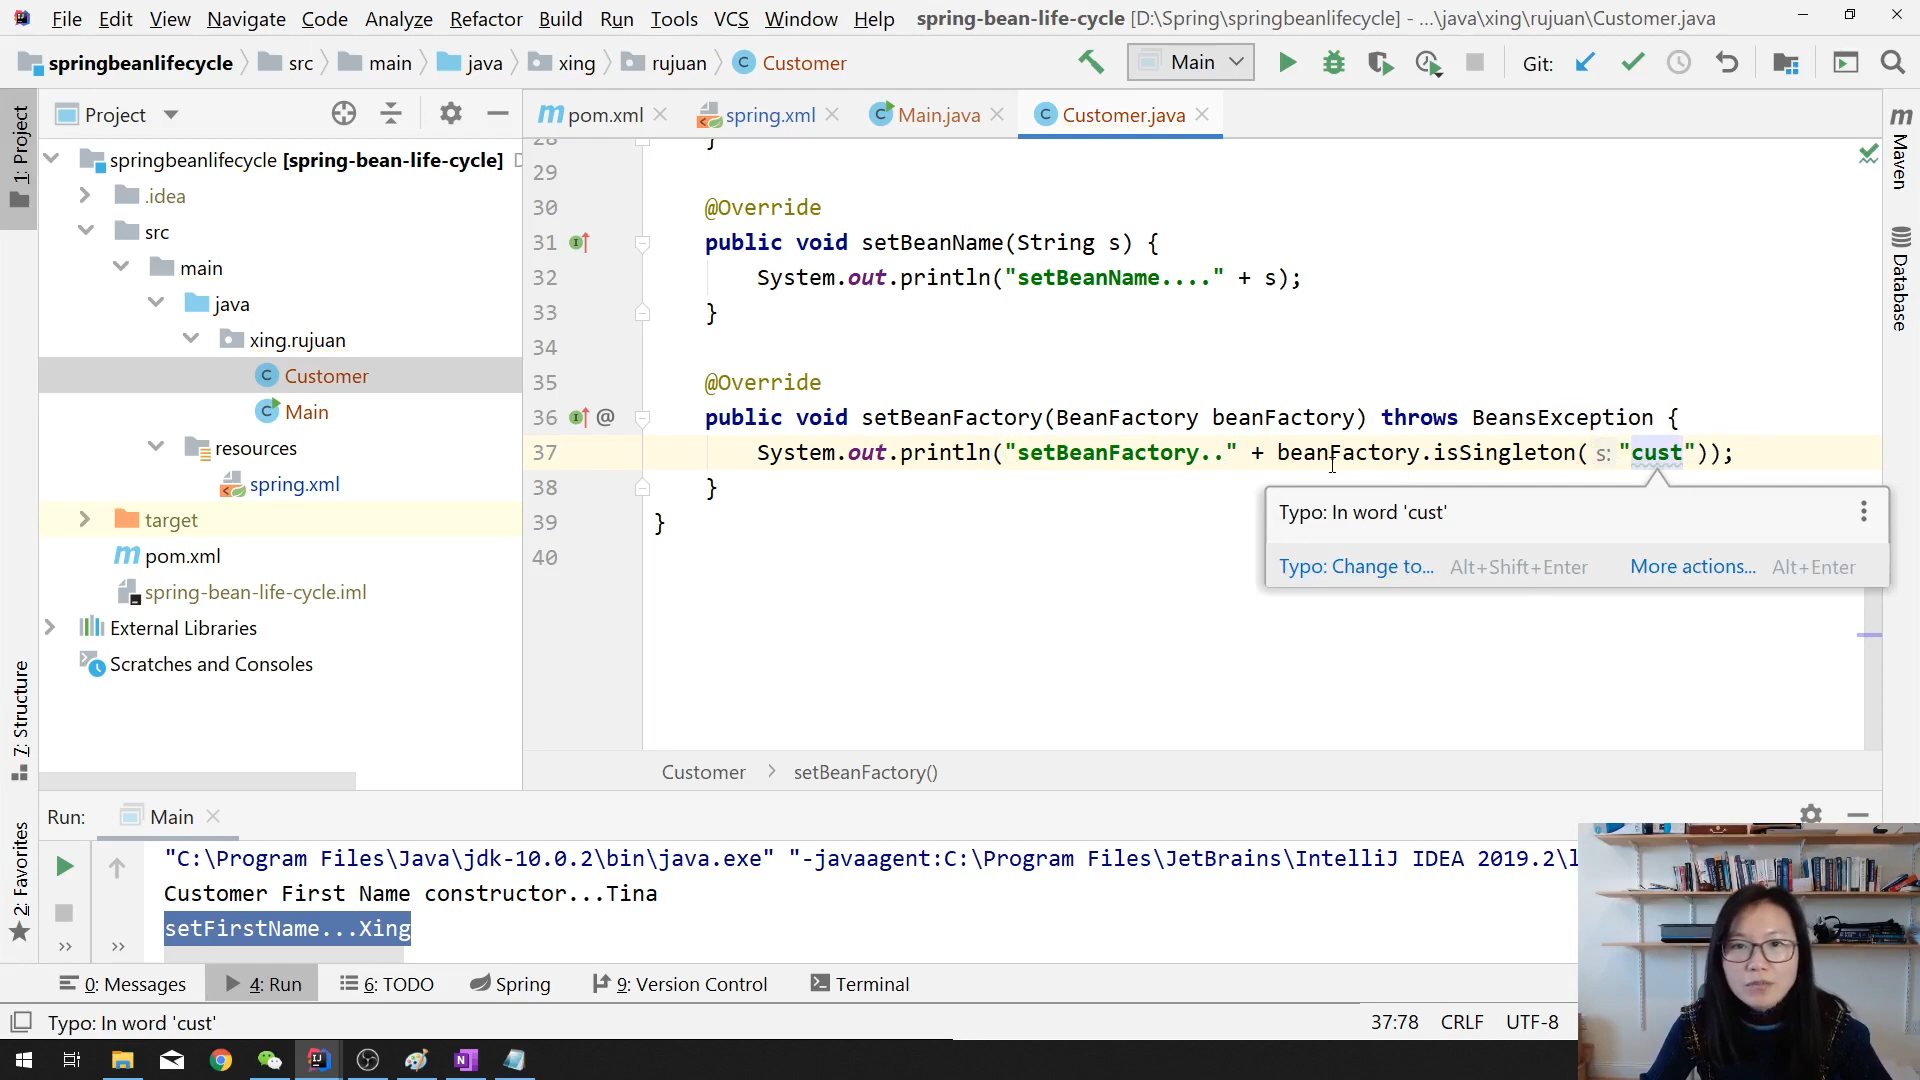 File Edit View Navigate Code Analyze Refactor Build Run Tools VCS Window Help spring-bean-life-cycle [D:\Spring\springbeanlifecycle] - ...\java\xing\rujuan\Customer.java
springbeanlifecycle src main java xing rujuan Customer Main Git:
1: Project
Project
pom.xml spring.xml Main.java Customer.java
Maven
Database
springbeanlifecycle [spring-bean-life-cycle]
.idea
src
main
java
xing.rujuan
Customer
Main
resources
spring.xml
target
pom.xml
spring-bean-life-cycle.iml
External Libraries
Scratches and Consoles
28 }
29
30 @Override
31 public void setBeanName(String s) {
32 System.out.println("setBeanName...." + s);
33 }
34
35 @Override
36 @ public void setBeanFactory(BeanFactory beanFactory) throws BeansException {
37 System.out.println("setBeanFactory.." + beanFactory.isSingleton( s: "cust"));
38 }
39 }
40
Typo: In word 'cust'
Typo: Change to... Alt+Shift+Enter More actions... Alt+Enter
Customer setBeanFactory()
7: Structure
2: Favorites
Run: Main
"C:\Program Files\Java\jdk-10.0.2\bin\java.exe" "-javaagent:C:\Program Files\JetBrains\IntelliJ IDEA 2019.2\l
Customer First Name constructor...Tina
setFirstName...Xing
0: Messages 4: Run 6: TODO Spring 9: Version Control Terminal
Typo: In word 'cust' 37:78 CRLF UTF-8